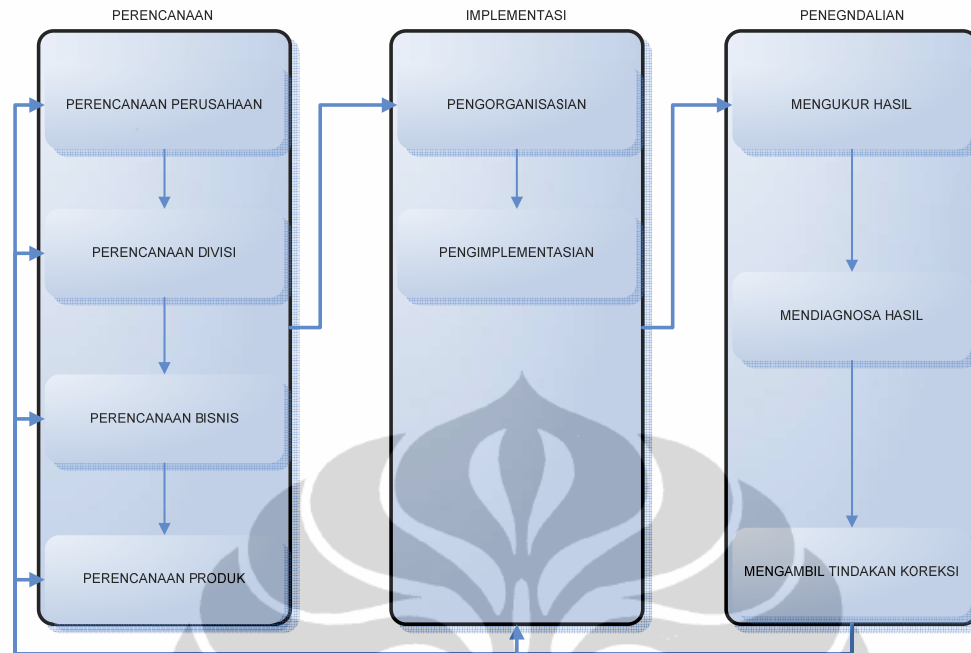 PERENCANAAN
IMPLEMENTASI
PENEGNDALIAN
PERENCANAAN PERUSAHAAN
PENGORGANISASIAN
MENGUKUR HASIL
PERENCANAAN DIVISI
PENGIMPLEMENTASIAN
MENDIAGNOSA HASIL
PERENCANAAN BISNIS
PERENCANAAN PRODUK
MENGAMBIL TINDAKAN KOREKSI